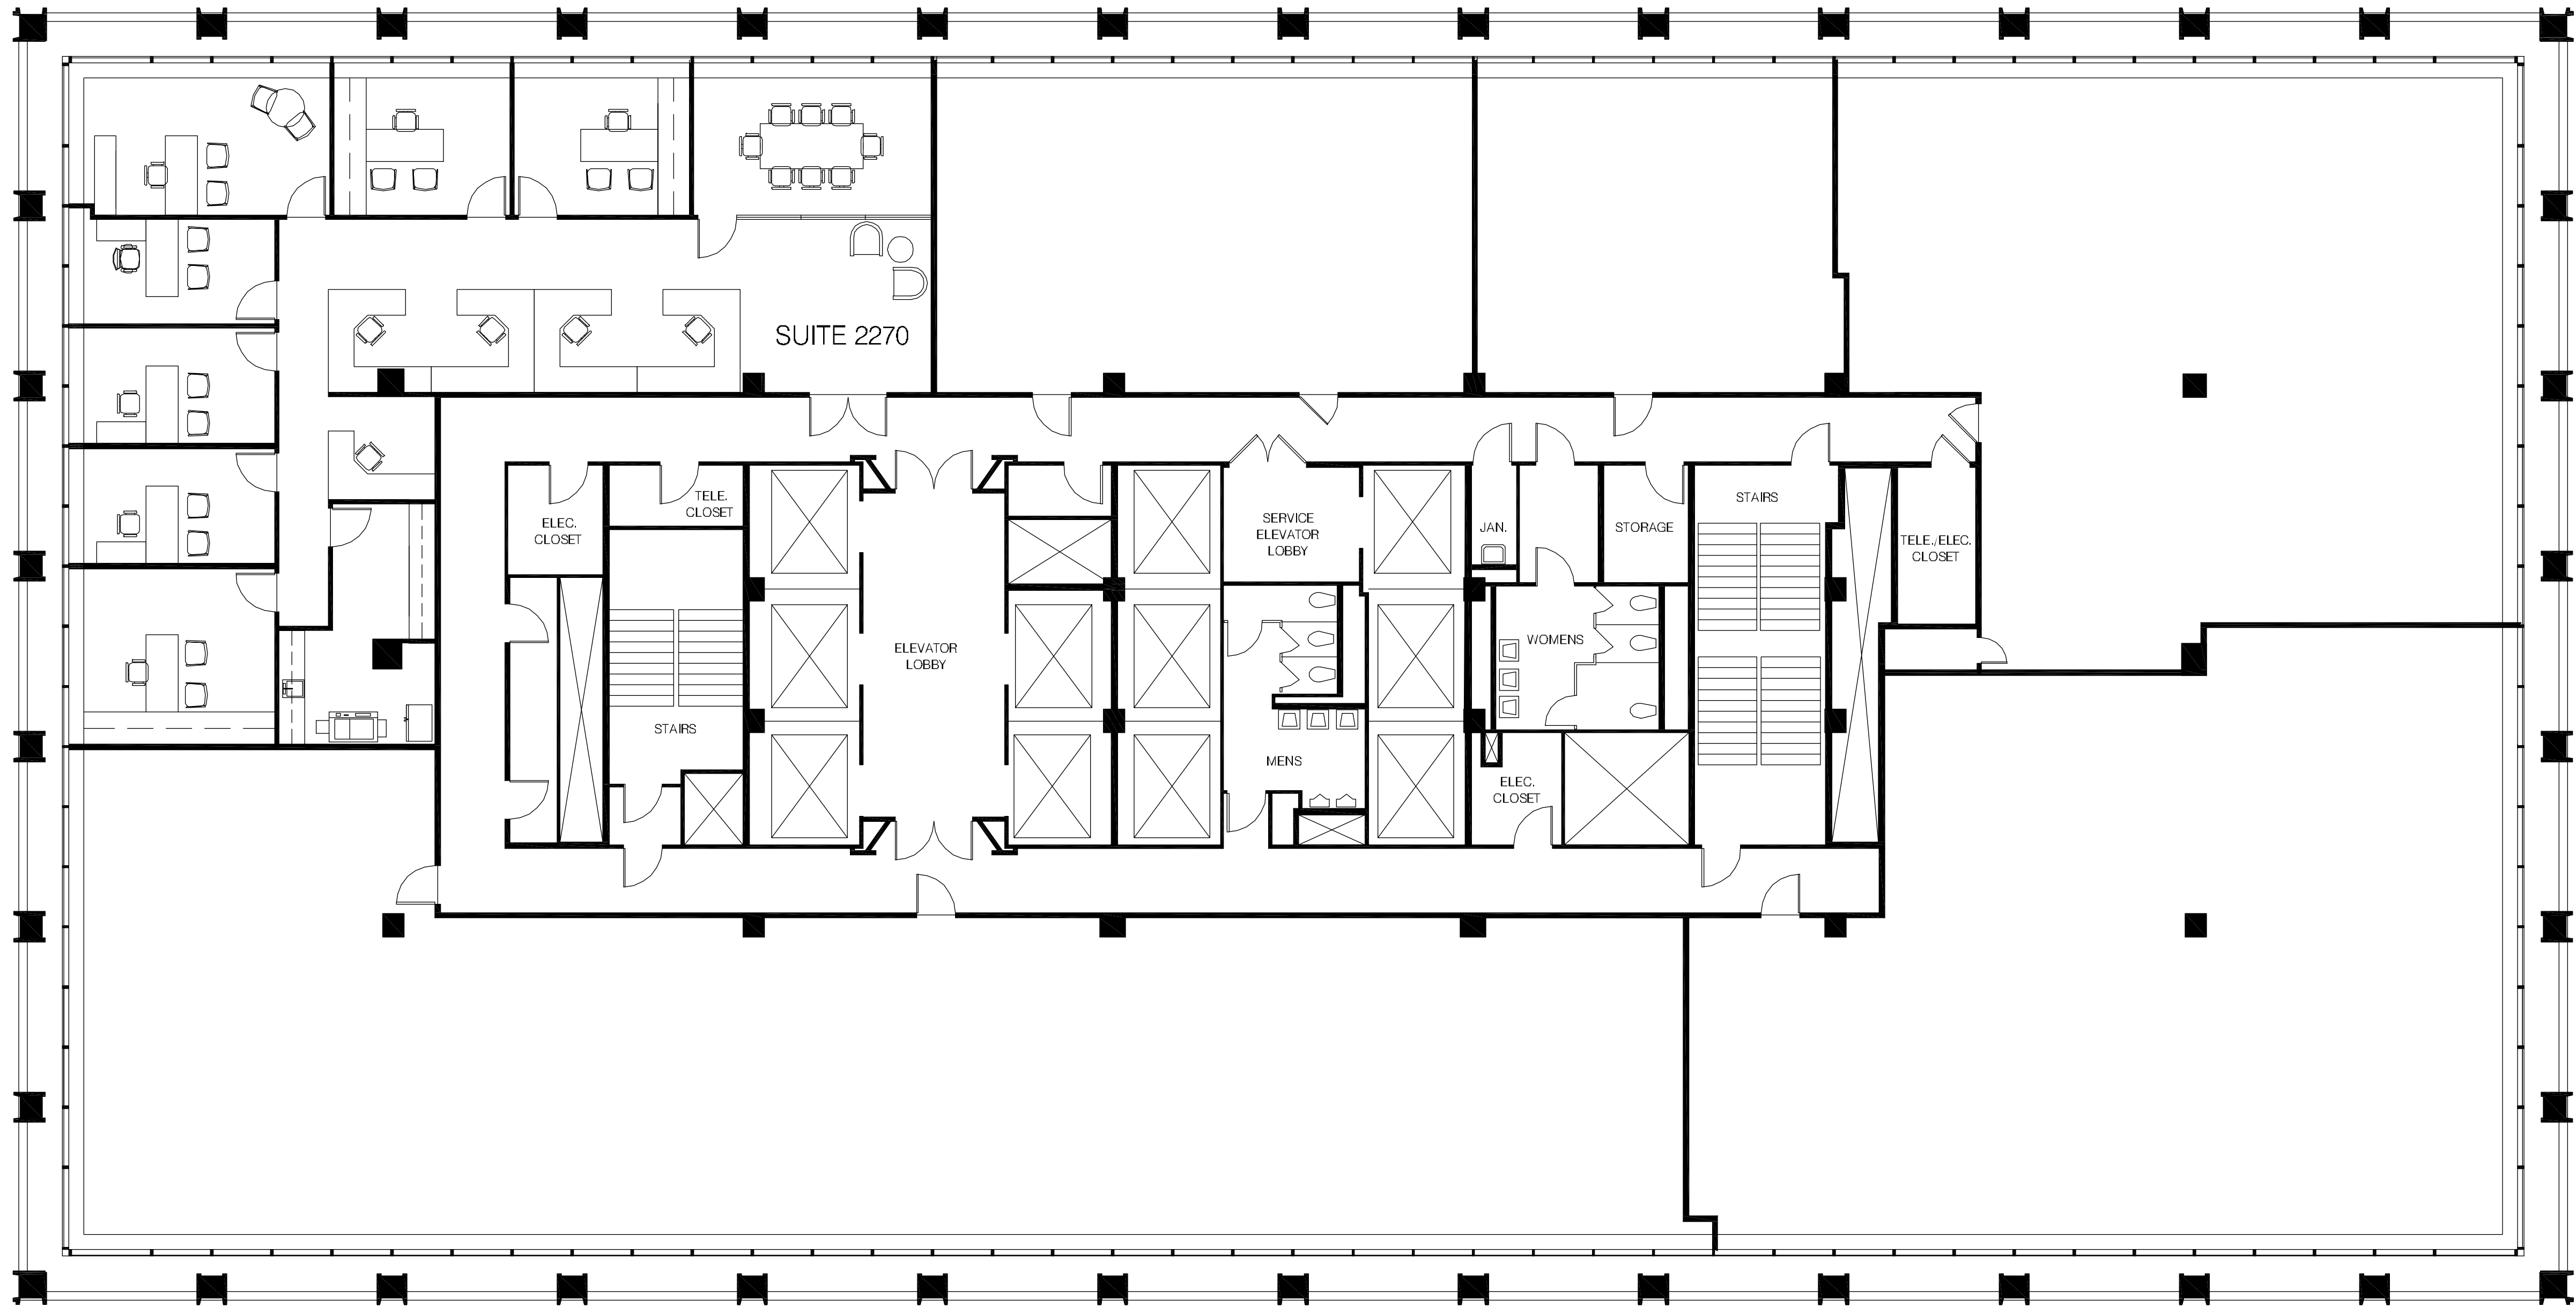 SUITE 2270
TELE.
CLOSET
ELEC.
CLOSET
STAIRS
ELEVATOR
LOBBY
SERVICE
ELEVATOR
LOBBY
MENS
JAN.
WOMENS
ELEC.
CLOSET
STORAGE
STAIRS
TELE./ELEC.
CLOSET